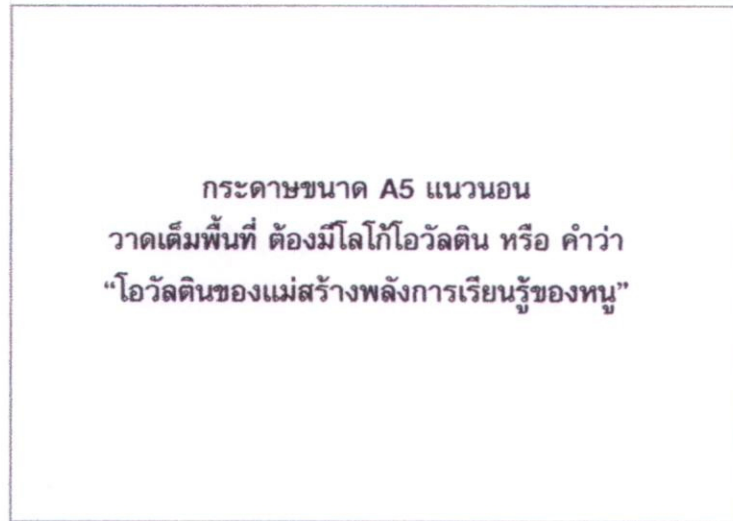 กระดาษขนาด A5 แนวนอน
วาดเต็มพื้นที่ ต้องมีโลโก้โอวัลติน หรือ คำว่า
“โอวัลตินของแม่สร้างพลังการเรียนรู้ของหนู”